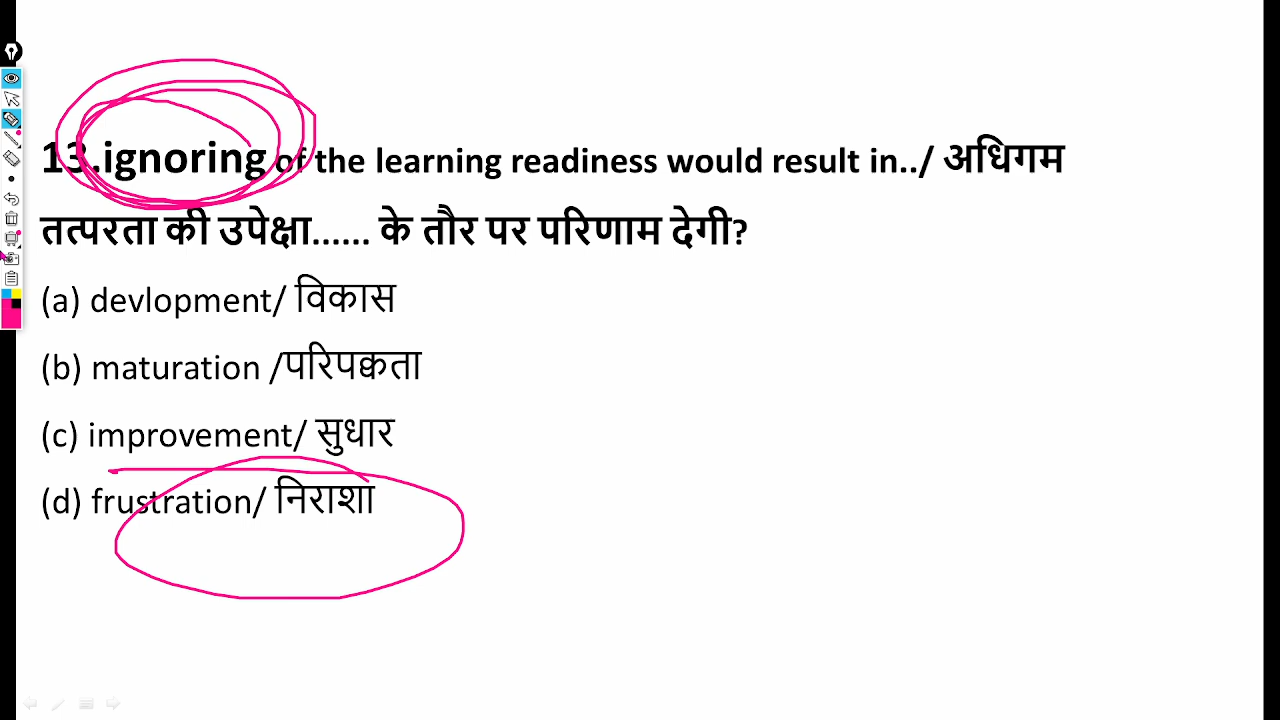 13.ignoring of the learning readiness would result in../ अधिगम
तत्परता की उपेक्षा...... के तौर पर परिणाम देगी?
(a) devlopment/ विकास
(b) maturation /परिपक्वता
(c) improvement/ सुधार
(d) frustration/ निराशा